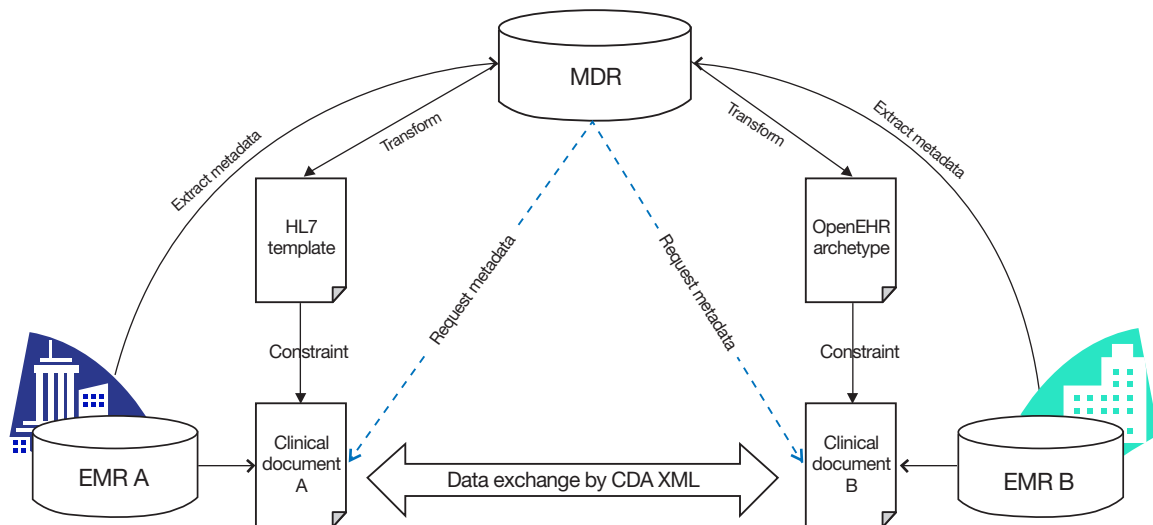 MDR
Extract metadata
Transform
Transform
Extract metadata
HL7
template
OpenEHR
archetype
Request metadata
Request metadata
Constraint
Constraint
EMR A
Clinical
document
A
Data exchange by CDA XML
Clinical
document
B
EMR B